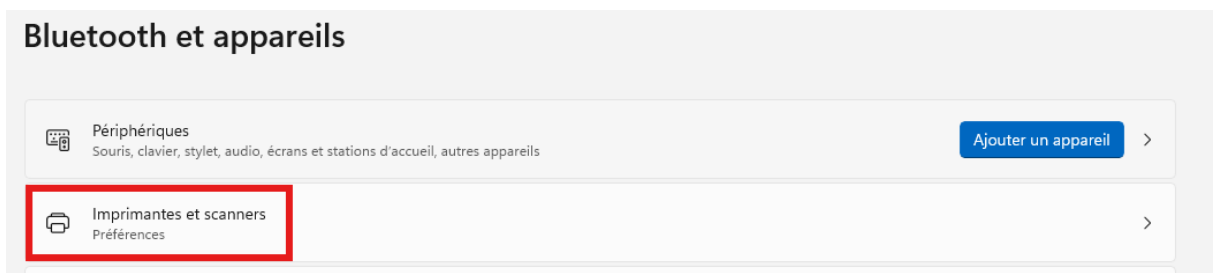 Bluetooth et appareils
Périphériques
Souris, clavier, stylet, audio, écrans et stations d'accueil, autres appareils
Ajouter un appareil
Imprimantes et scanners
Préférences